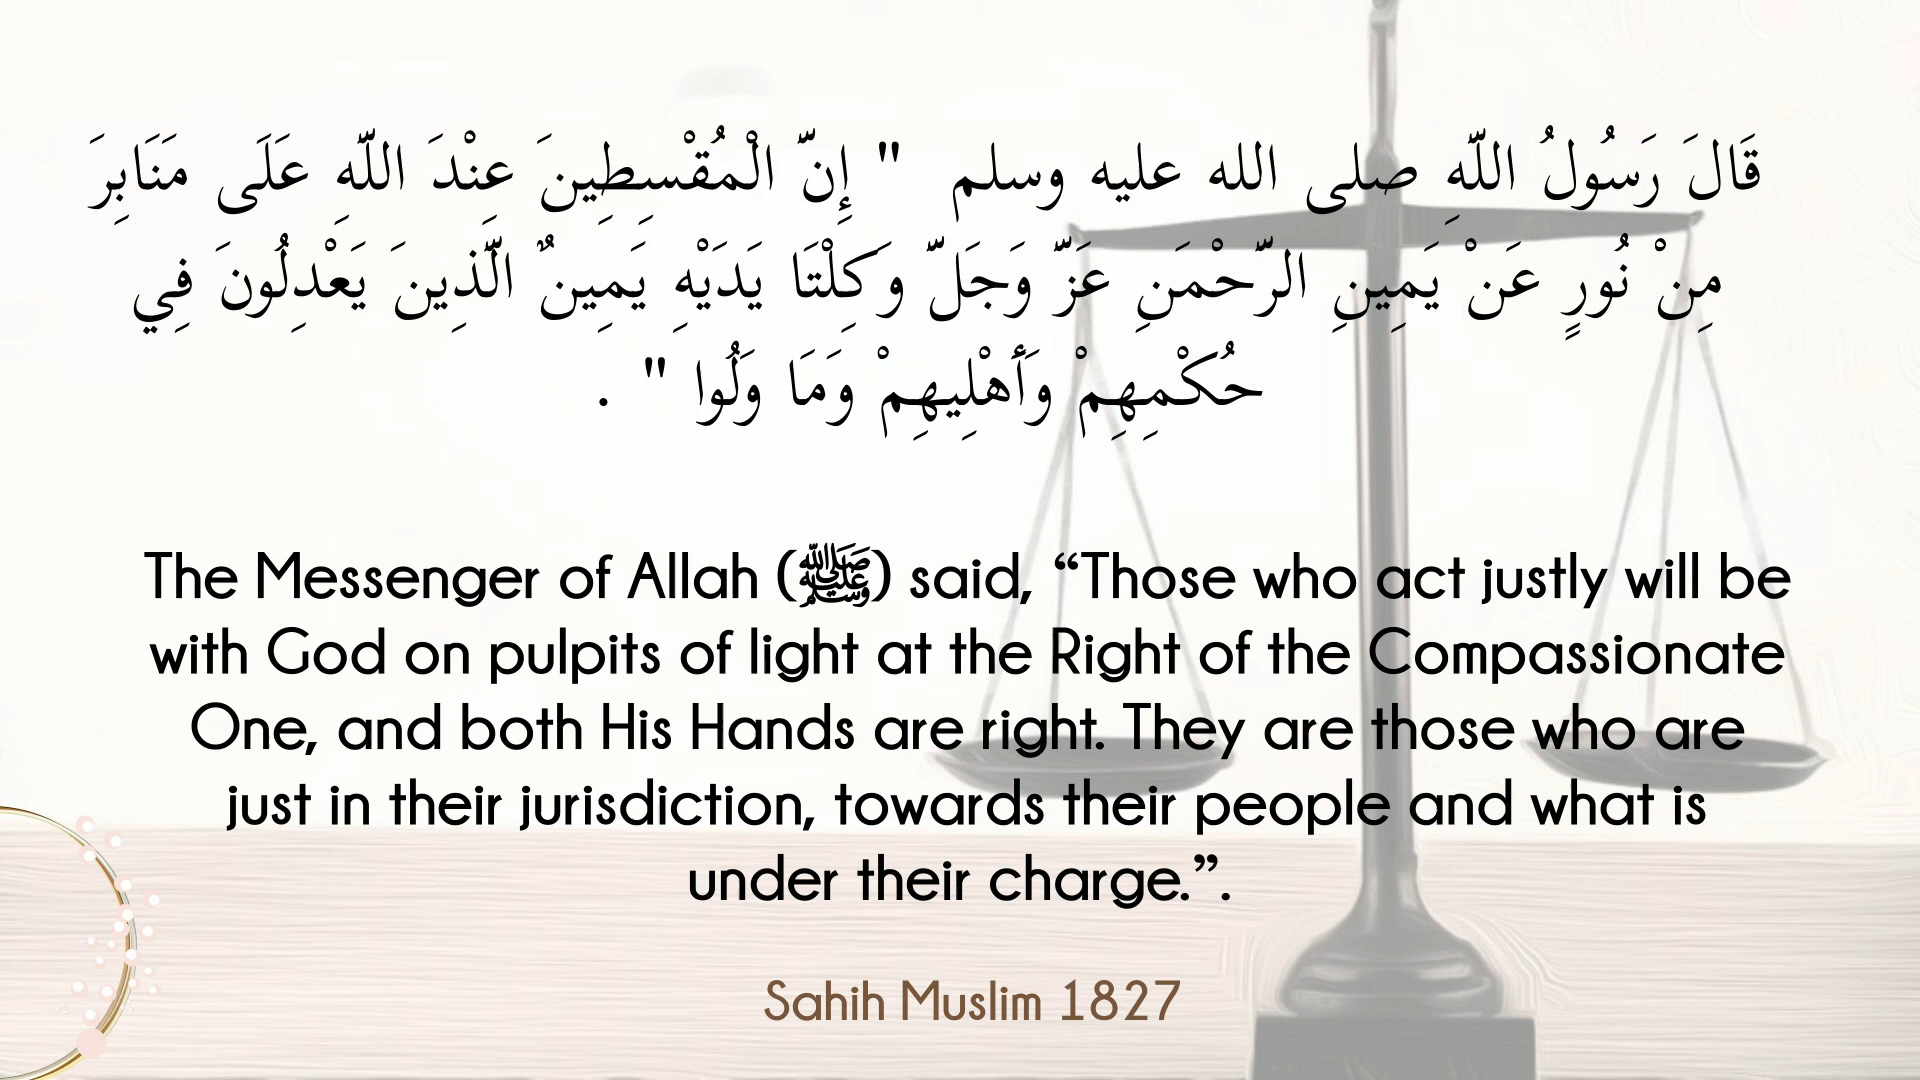 قَالَ رَسُولُ اللَّهِ صلى الله عليه وسلم " إِنَّ الْمُقْسِطِينَ عِنْدَ اللَّهِ عَلَى مَنَابِرَ
مِنْ نُورٍ عَنْ يَمِينِ الرَّحْمَنِ عَزَّ وَجَلَّ وَكِلْتَا يَدَيْهِ يَمِينٌ الَّذِينَ يَعْدِلُونَ فِي
حُكْمِهِمْ وَأَهْلِيهِمْ وَمَا وَلُوا " .
The Messenger of Allah (ﷺ) said, “Those who act justly will be
with God on pulpits of light at the Right of the Compassionate
One, and both His Hands are right. They are those who are
just in their jurisdiction, towards their people and what is
under their charge.”.
Sahih Muslim 1827